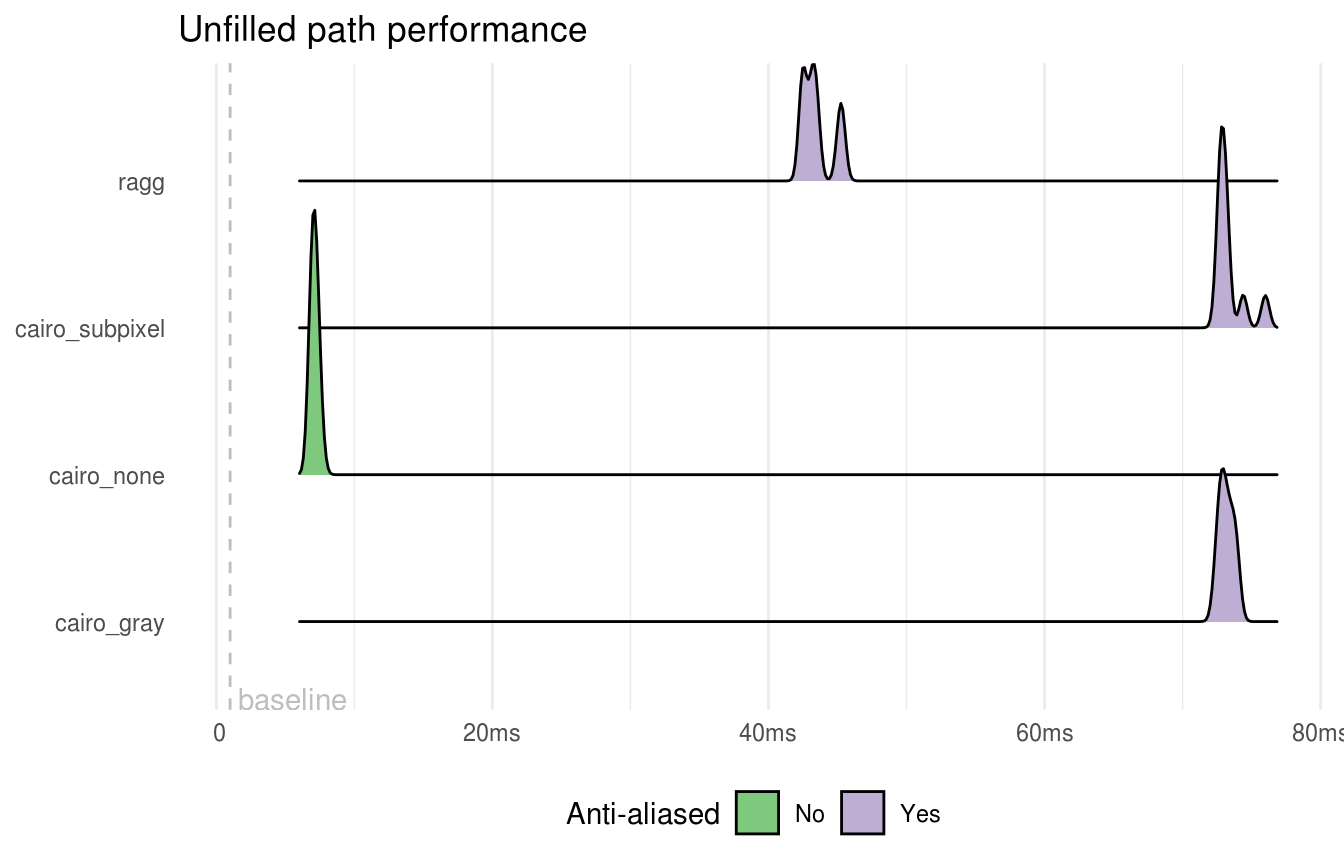 Unfilled path performance
ragg
cairo_subpixel
cairo_none
cairo_gray
baseline
0 20ms 40ms 60ms 80ms
Anti-aliased No Yes